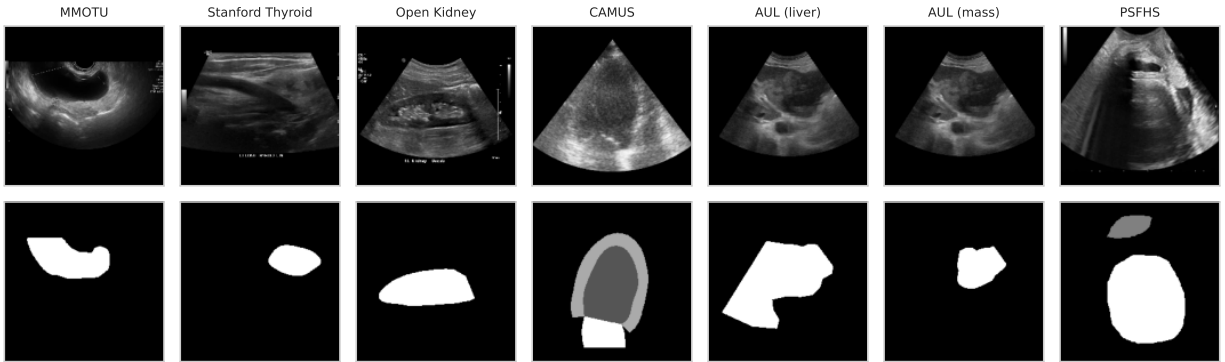 MMOTU
Stanford Thyroid
Open Kidney
CAMUS
AUL (liver)
AUL (mass)
PSFHS